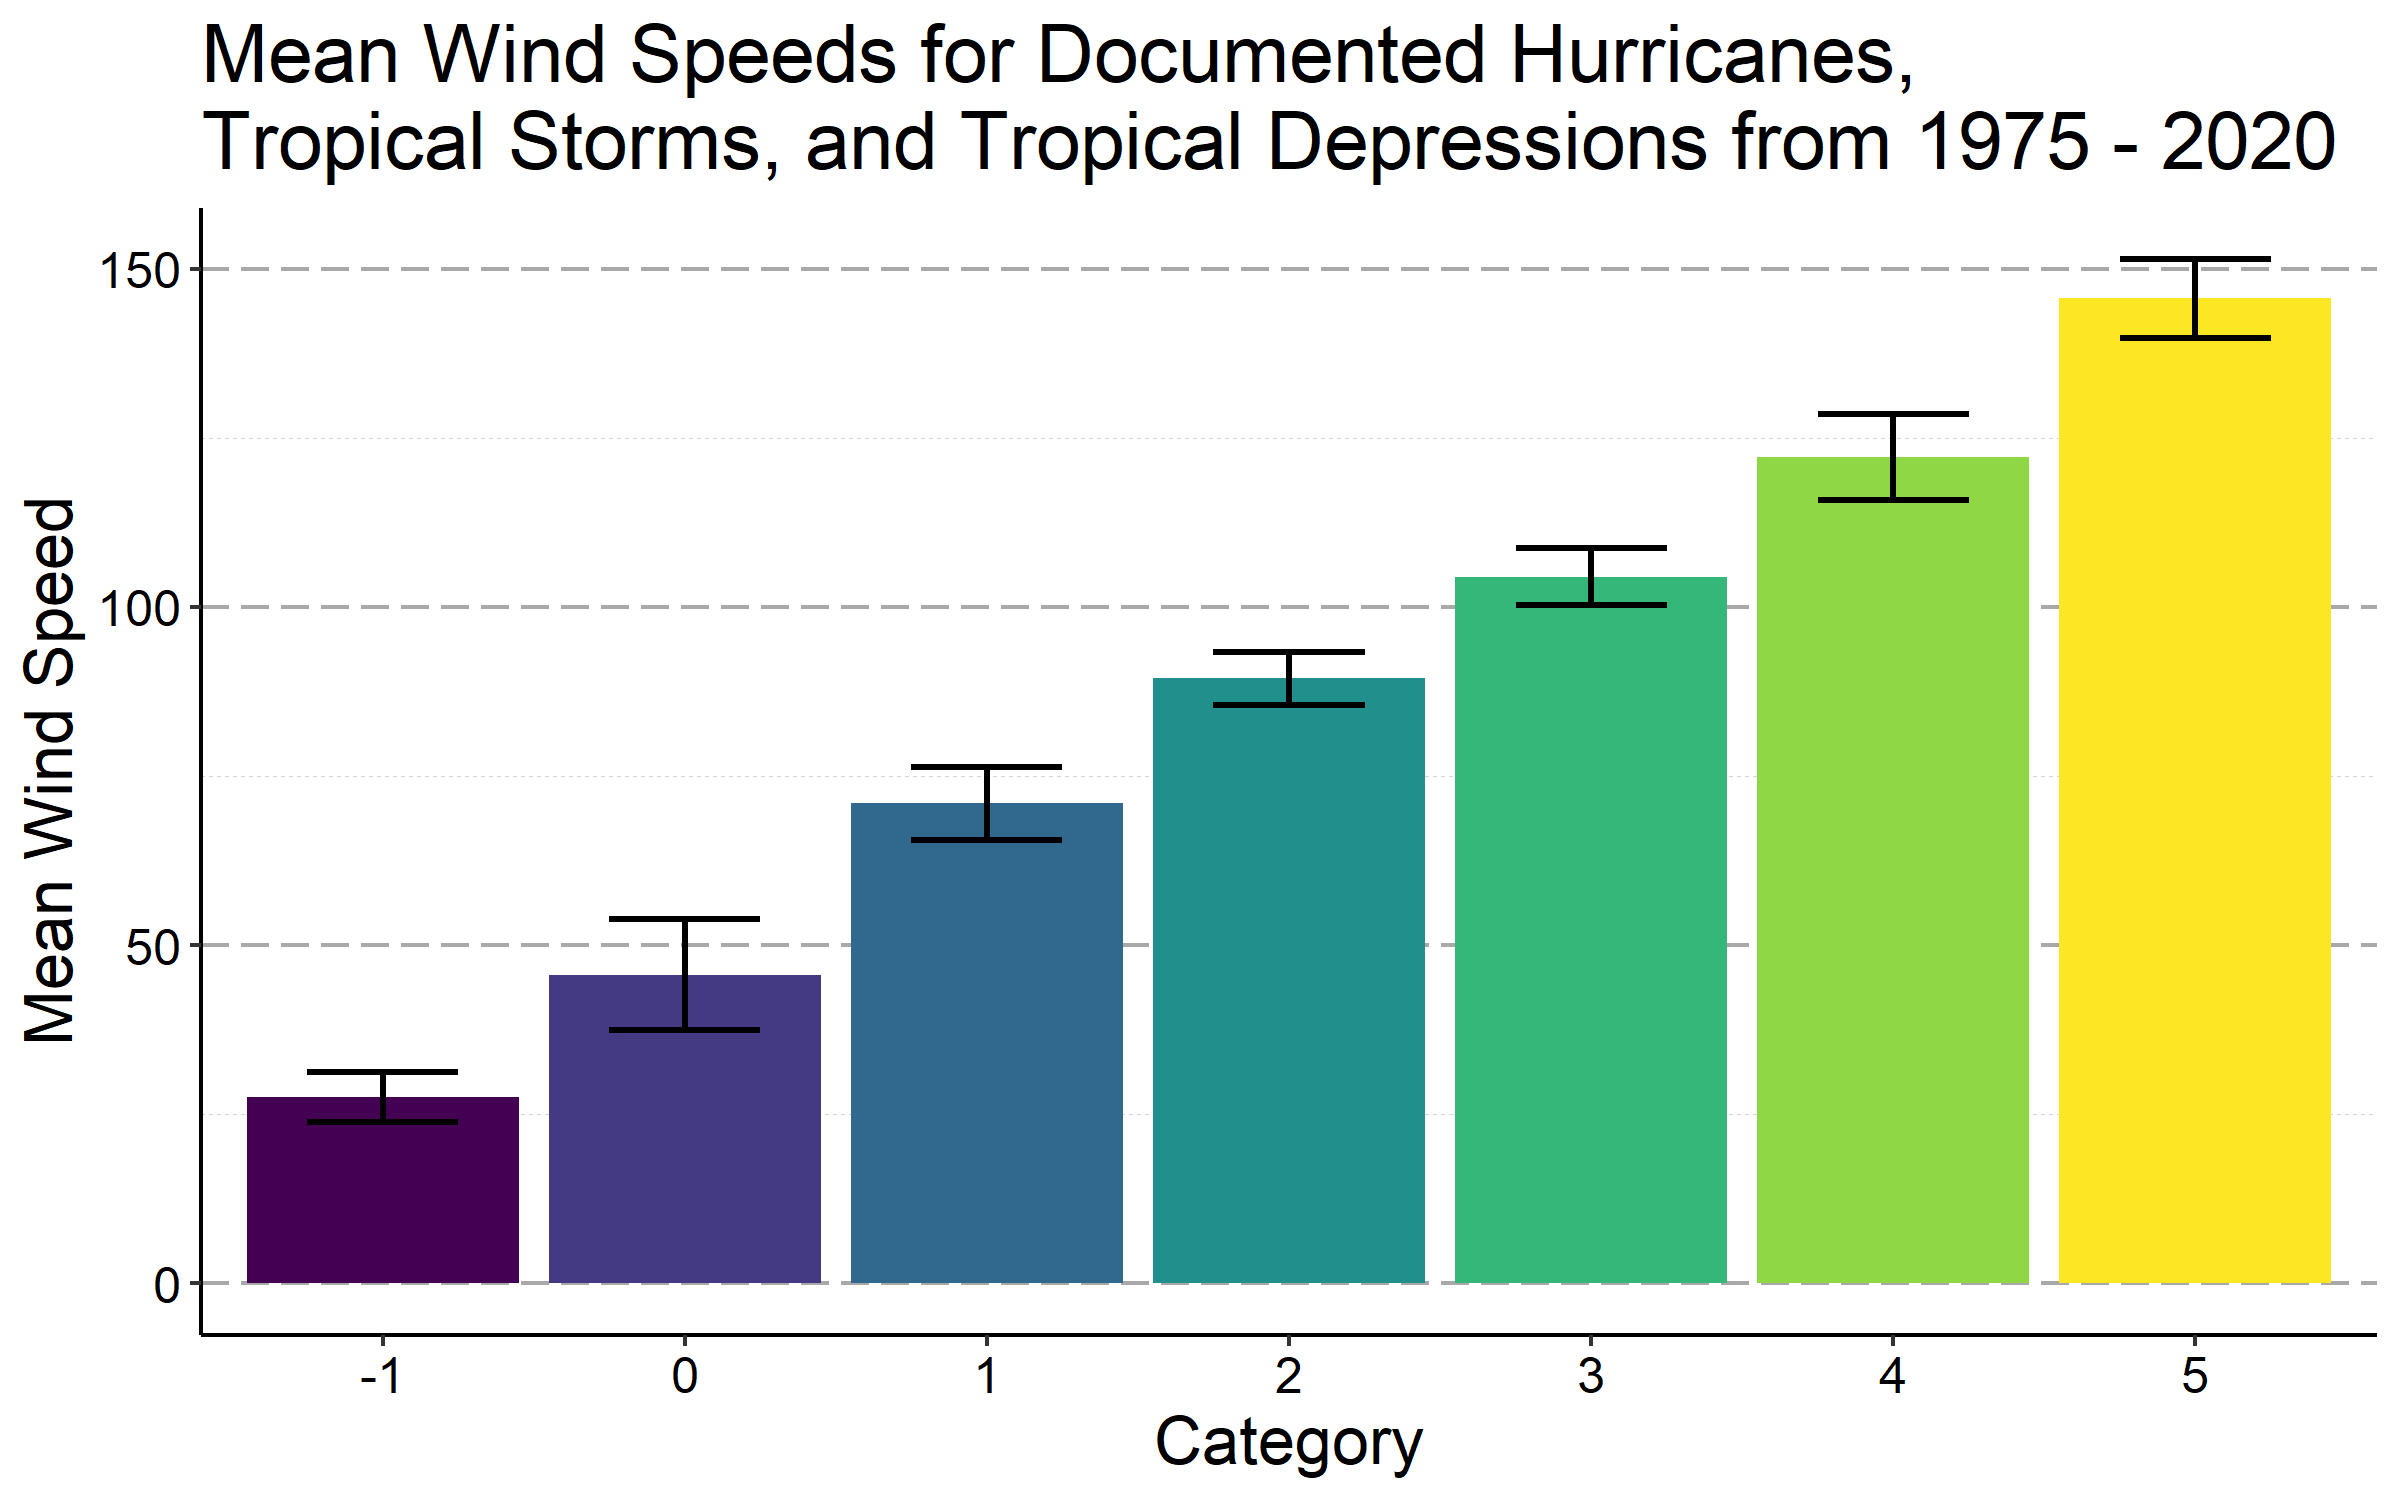 Mean Wind Speeds for Documented Hurricanes,
Tropical Storms, and Tropical Depressions from 1975 - 2020
Mean Wind Speed
150
100
50
0
-1 0 1 2 3 4 5
Category